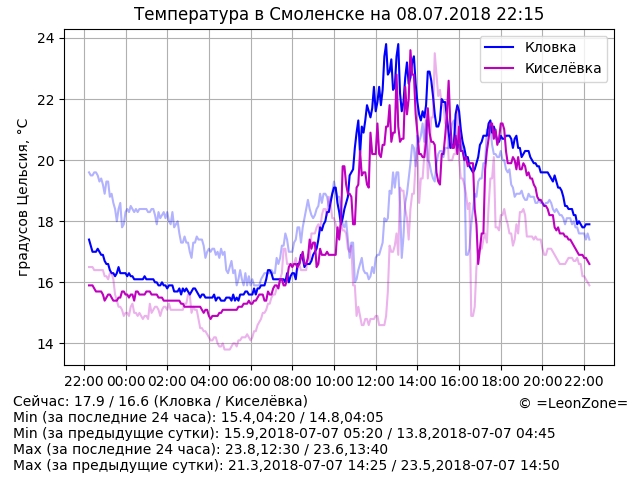 Температура в Смоленске на 08.07.2018 22:15
Кловка
Киселёвка
градусов Цельсия, °C
24
22
20
18
16
14
22:00 00:00 02:00 04:00 06:00 08:00 10:00 12:00 14:00 16:00 18:00 20:00 22:00
Сейчас: 17.9 / 16.6 (Кловка / Киселёвка)
© =LeonZone=
Min (за последние 24 часа): 15.4,04:20 / 14.8,04:05
Min (за предыдущие сутки): 15.9,2018-07-07 05:20 / 13.8,2018-07-07 04:45
Max (за последние 24 часа): 23.8,12:30 / 23.6,13:40
Max (за предыдущие сутки): 21.3,2018-07-07 14:25 / 23.5,2018-07-07 14:50